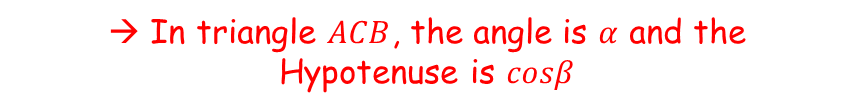 → In triangle ACB, the angle is α and the
Hypotenuse is cosβ